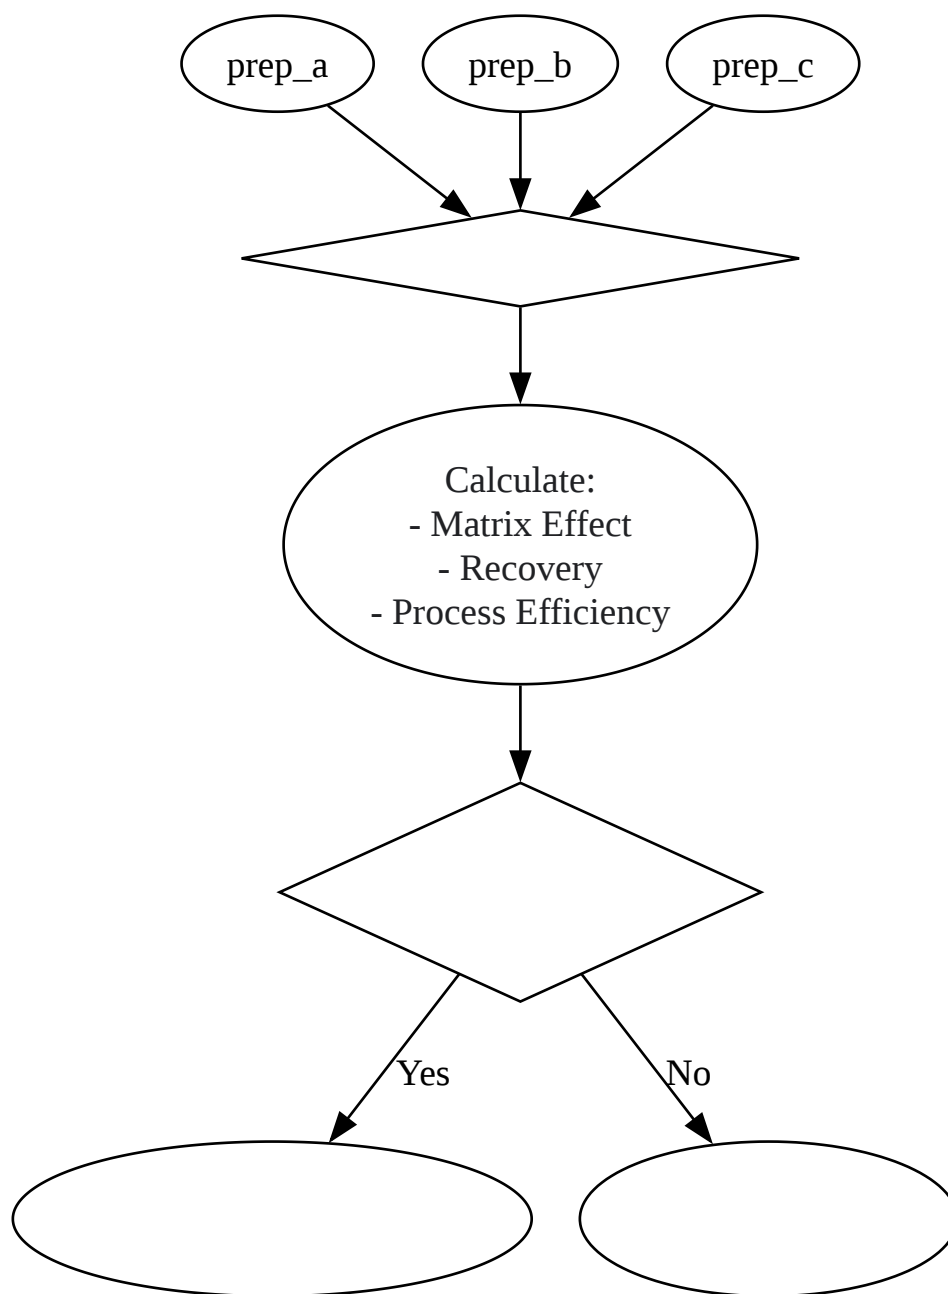 prep_a
prep_b
prep_c
Calculate:
- Matrix Effect
- Recovery
- Process Efficiency
Yes
No